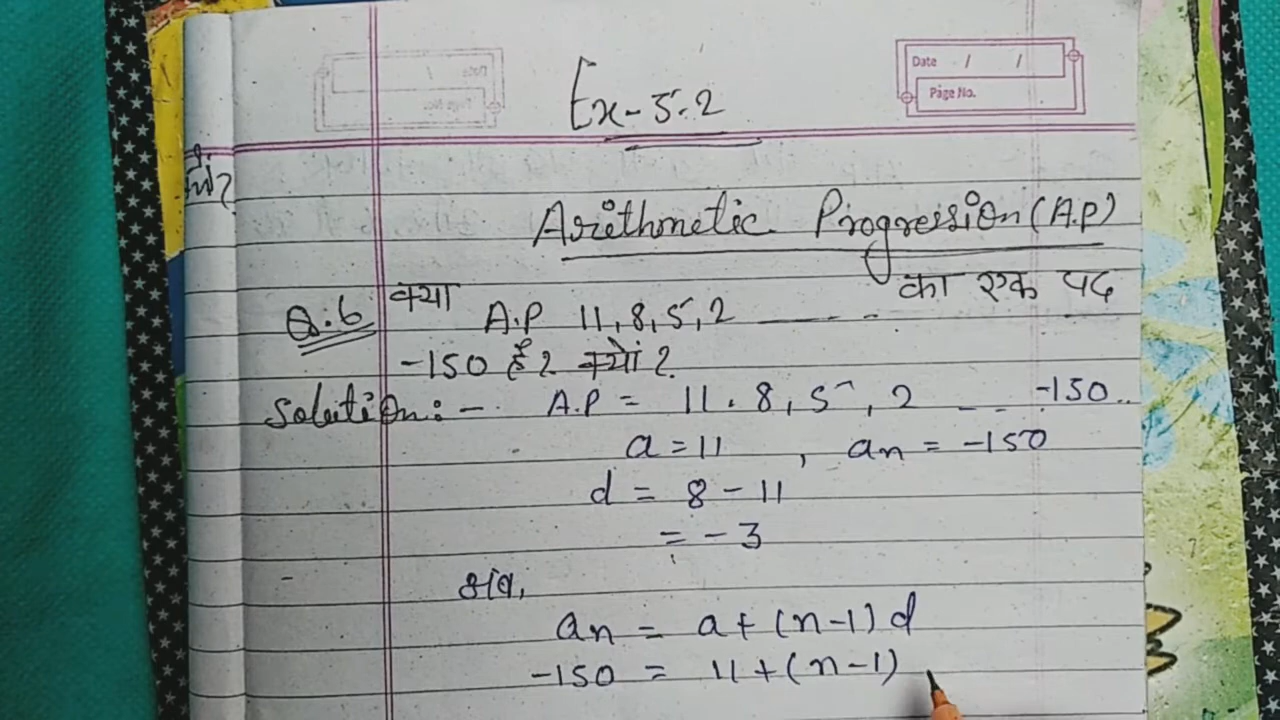 Date / /
Page No.
Ex-5.2
Arithmetic Progression (A.P)
Q.6 क्या A.P 11, 8, 5, 2 ---- - का एक पद
-150 है? क्यों?
Solution:- A.P = 11, 8, 5, 2 - - -150..
a = 11 , an = -150
d = 8 - 11
= -3
अब,
an = a + (n-1) d
-150 = 11 + (n-1)